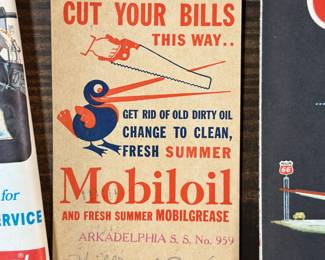 CUT YOUR BILLS
THIS WAY..
GET RID OF OLD DIRTY OIL
CHANGE TO CLEAN,
FRESH SUMMER
Mobiloil
AND FRESH SUMMER MOBILGREASE
ARKADELPHIA S. S. No. 959
for
SERVICE
66